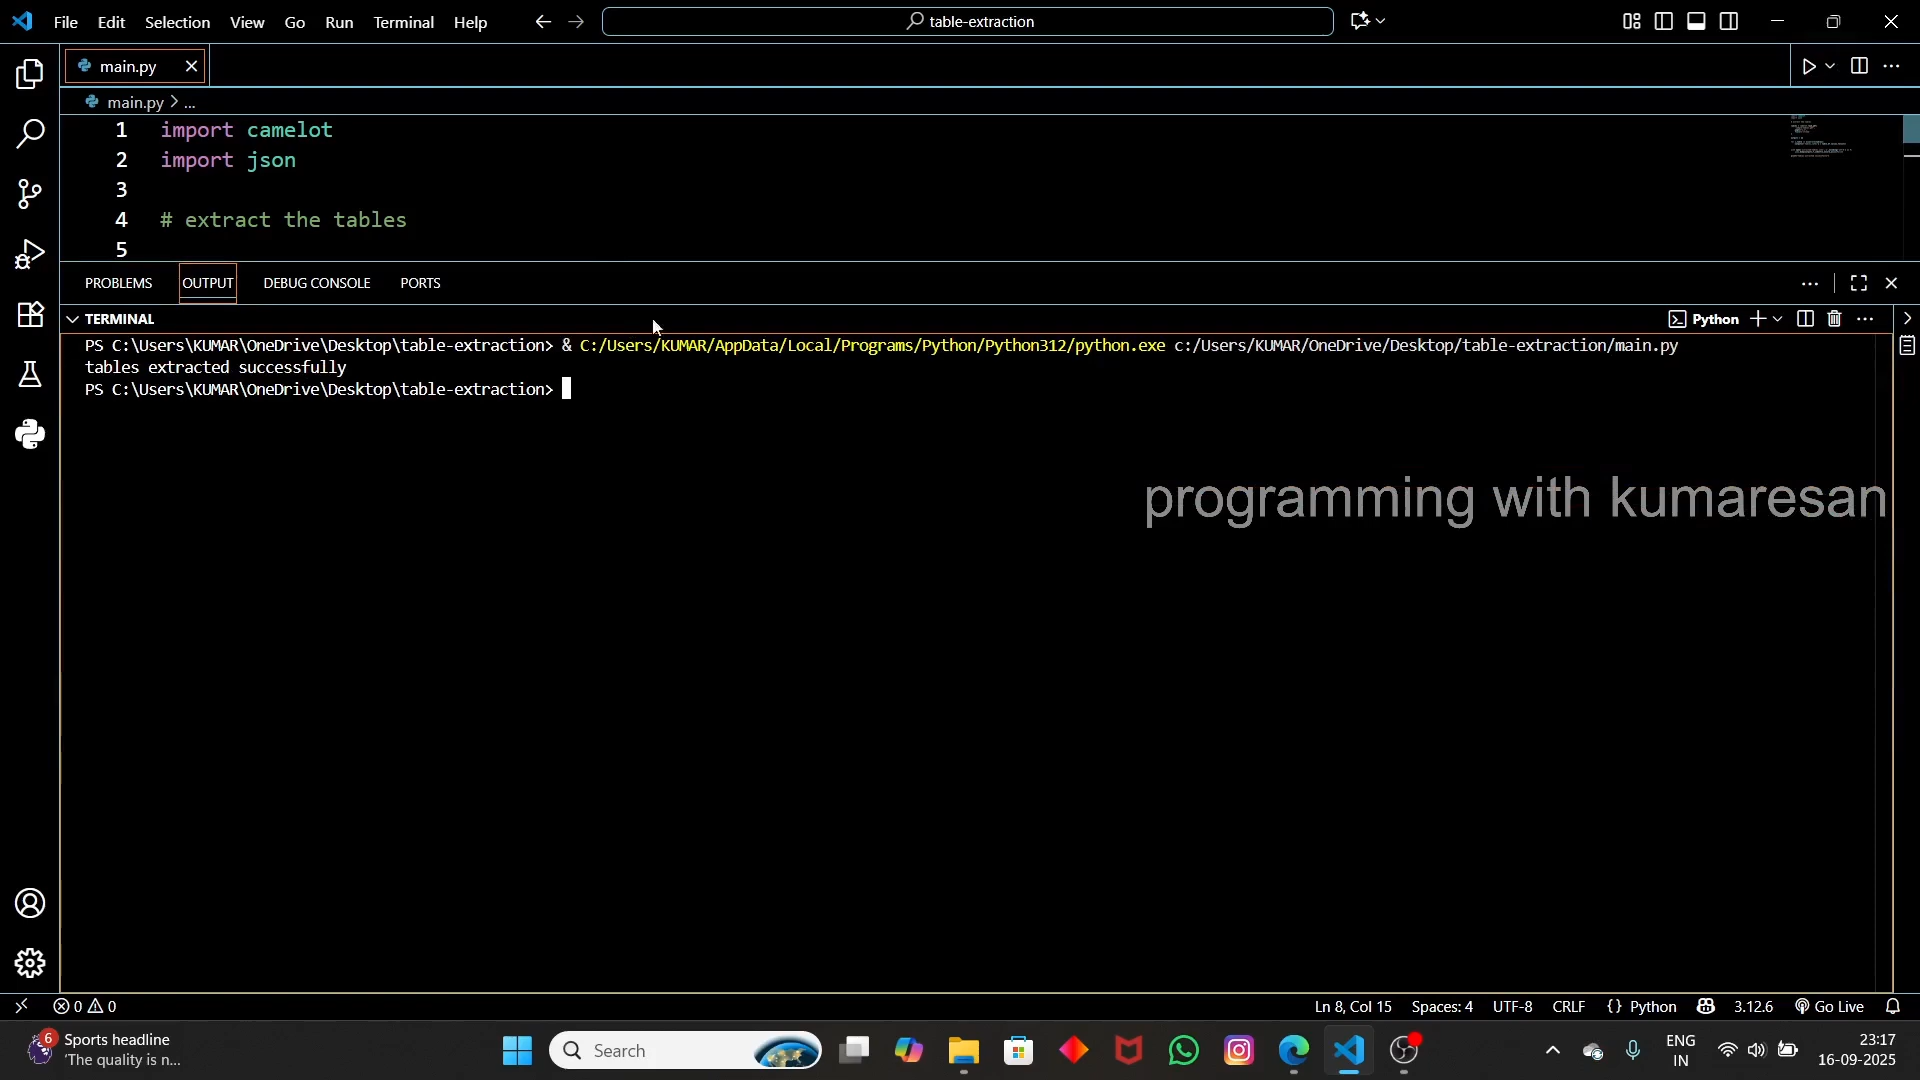 File Edit Selection View Go Run Terminal Help
table-extraction
main.py
main.py > ...
1 import camelot
2 import json
3
4 # extract the tables
5
PROBLEMS OUTPUT DEBUG CONSOLE PORTS
TERMINAL
Python
PS C:\Users\KUMAR\OneDrive\Desktop\table-extraction> & C:/Users/KUMAR/AppData/Local/Programs/Python/Python312/python.exe c:/Users/KUMAR/OneDrive/Desktop/table-extraction/main.py
tables extracted successfully
PS C:\Users\KUMAR\OneDrive\Desktop\table-extraction>
programming with kumaresan
0 0
Ln 8, Col 15 Spaces: 4 UTF-8 CRLF {} Python 3.12.6 Go Live
6
Sports headline
'The quality is n...
Search
ENG
IN
23:17
16-09-2025